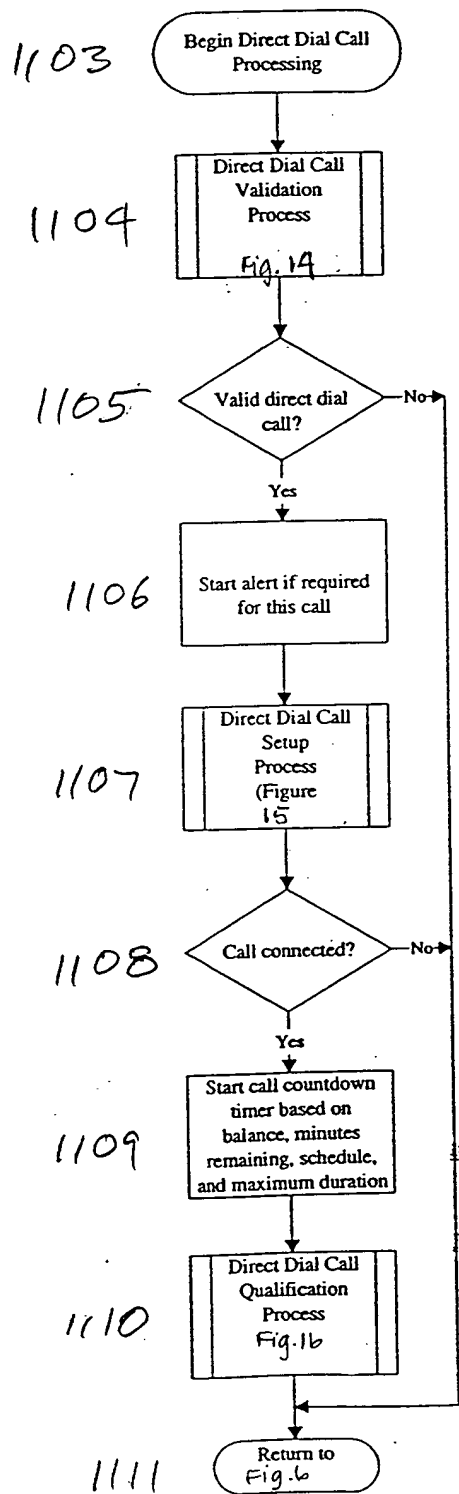 1103
Begin Direct Dial Call
Processing
1104
Direct Dial Call
Validation
Process
Fig. 14
1105
Valid direct dial
call?
No
Yes
1106
Start alert if required
for this call
1107
Direct Dial Call
Setup
Process
(Figure
15
1108
Call connected?
No
Yes
1109
Start call countdown
timer based on
balance, minutes
remaining, schedule,
and maximum duration
1110
Direct Dial Call
Qualification
Process
Fig.16
1111
Return to
Fig.6